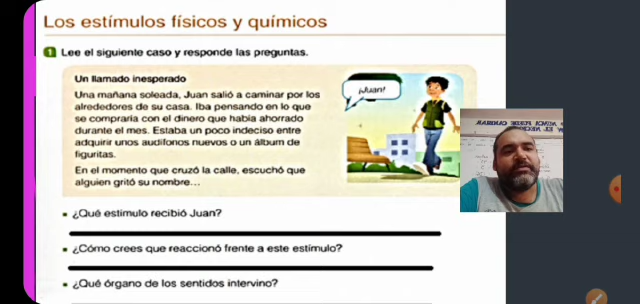 Los estímulos físicos y químicos
1 Lee el siguiente caso y responde las preguntas.
Un llamado inesperado
Una mañana soleada, Juan salió a caminar por los
alrededores de su casa. Iba pensando en lo que
se compraría con el dinero que había ahorrado
durante el mes. Estaba un poco indeciso entre
adquirir unos audífonos nuevos o un álbum de
figuritas.
En el momento que cruzó la calle, escuchó que
alguien gritó su nombre...
¡Juan!
¿Qué estímulo recibió Juan?
¿Cómo crees que reaccionó frente a este estímulo?
¿Qué órgano de los sentidos intervino?